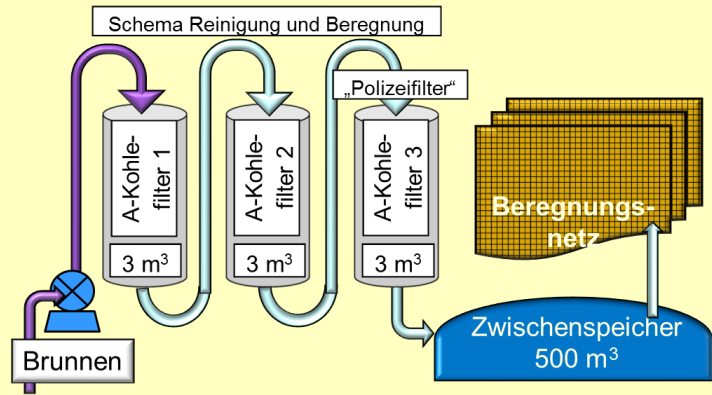 Schema Reinigung und Beregnung
„Polizeifilter“
A-Kohle-
filter 1
3 m³
A-Kohle-
filter 2
3 m³
A-Kohle-
filter 3
3 m³
Beregnungs-
netz
Brunnen
Zwischenspeicher
500 m³